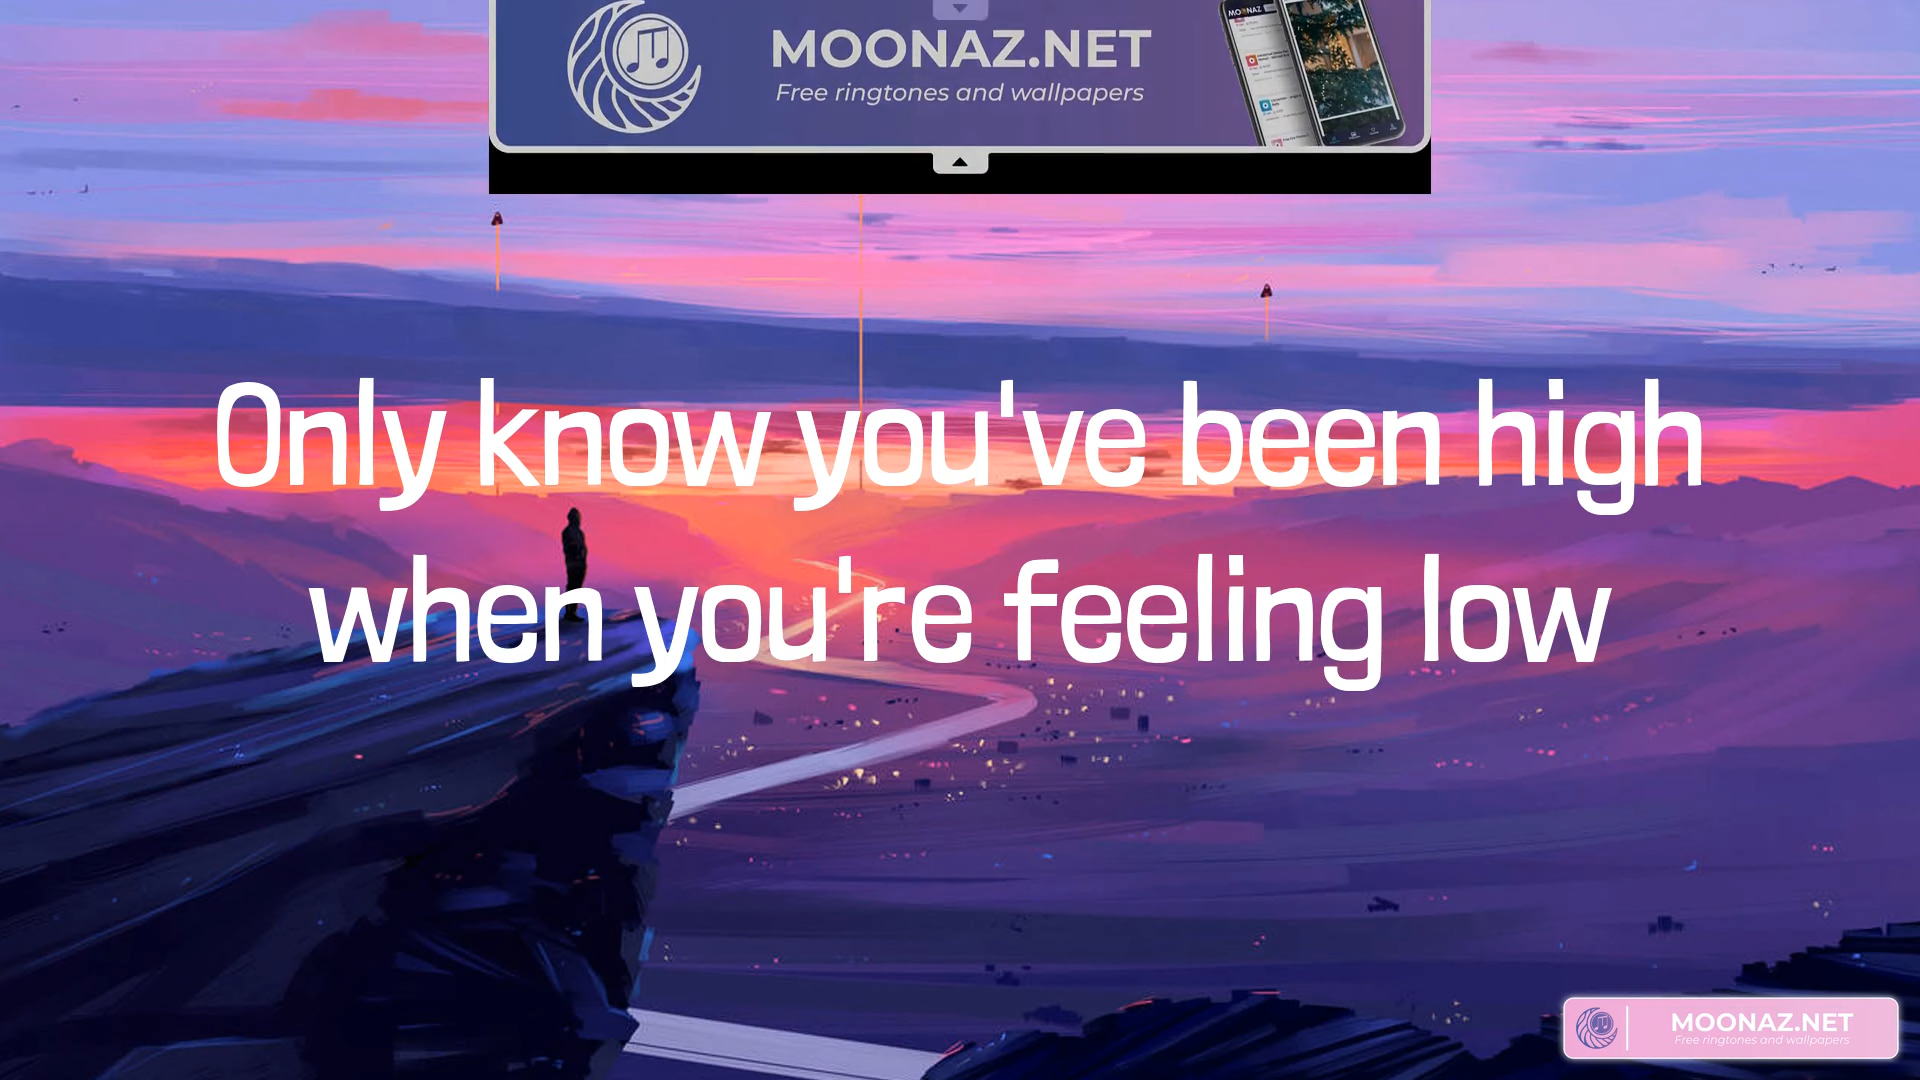 MOONAZ.NET
Free ringtones and wallpapers
Only know you've been high
when you're feeling low
MOONAZ.NET
Free ringtones and wallpapers